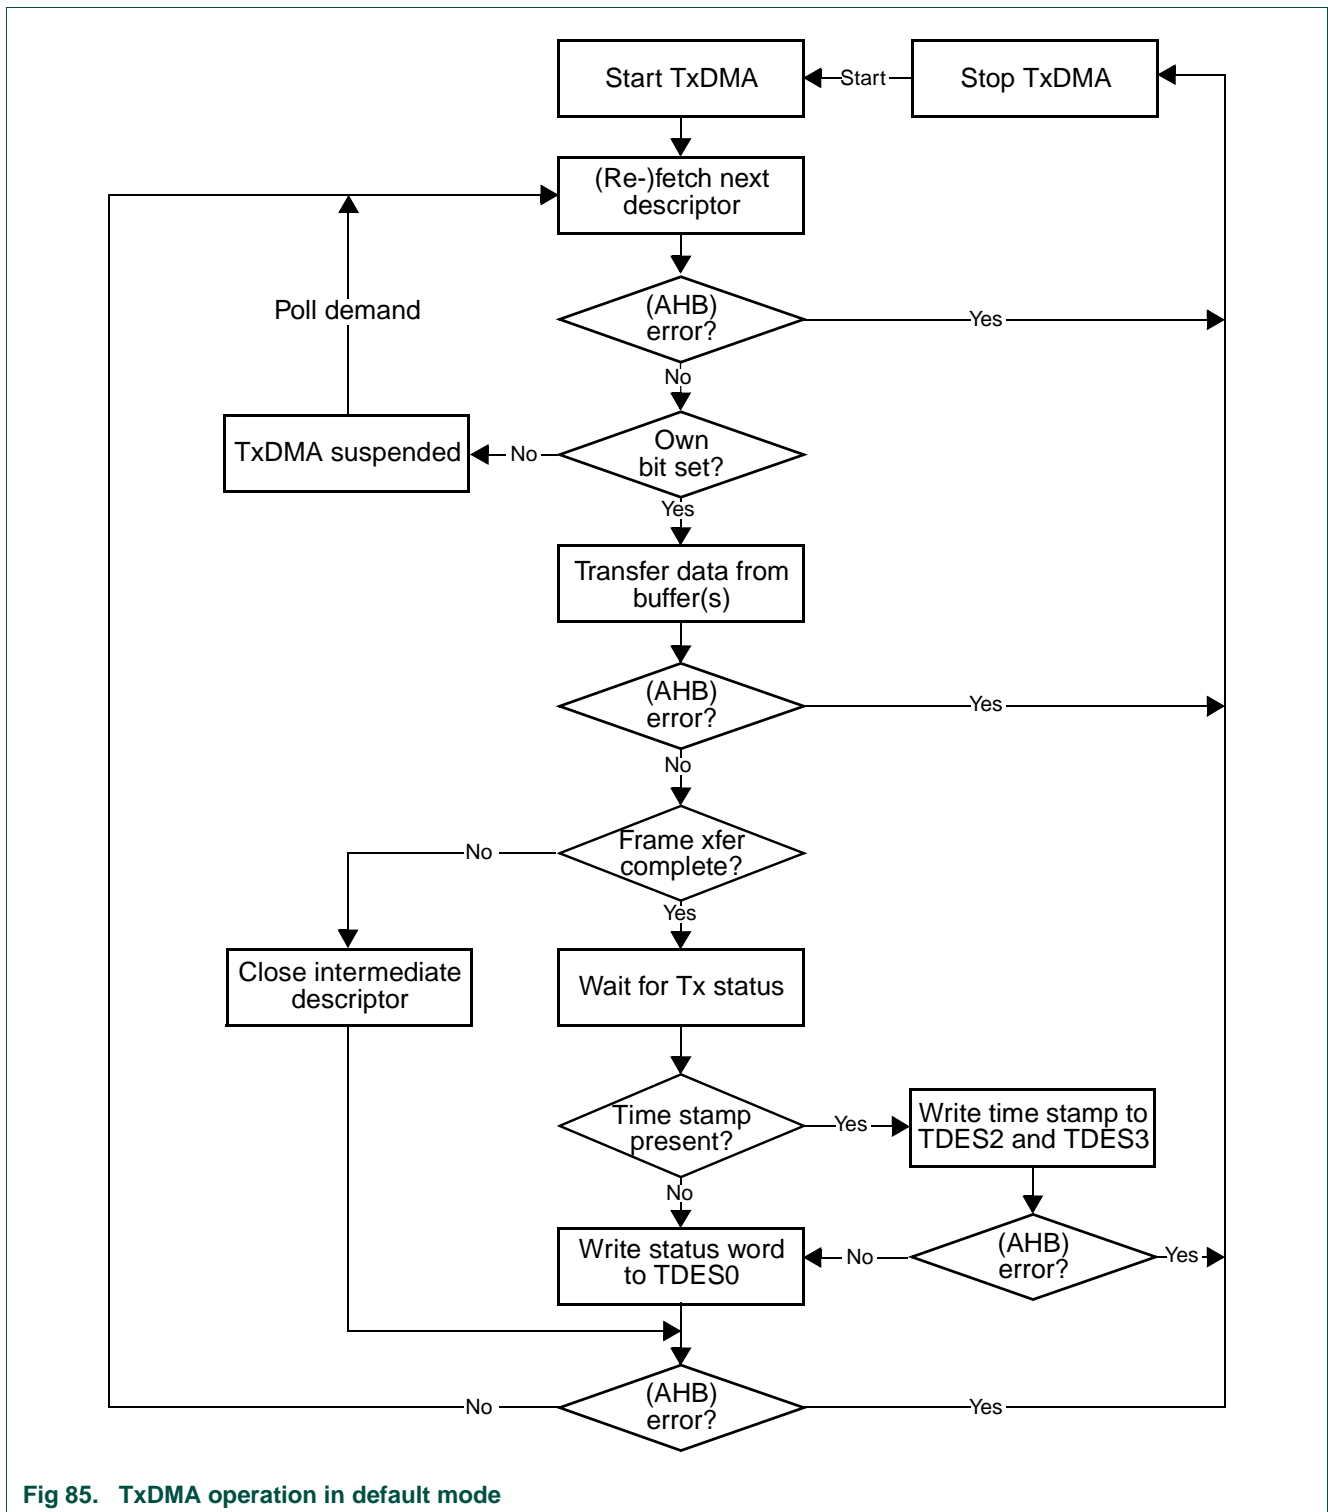 Start TxDMA
Start
Stop TxDMA
(Re-)fetch next
descriptor
Poll demand
(AHB)
error?
Yes
No
TxDMA suspended
No
Own
bit set?
Yes
Transfer data from
buffer(s)
(AHB)
error?
Yes
No
No
Frame xfer
complete?
Yes
Close intermediate
descriptor
Wait for Tx status
Time stamp
present?
Yes
Write time stamp to
TDES2 and TDES3
No
Write status word
to TDES0
No
(AHB)
error?
Yes
No
(AHB)
error?
Yes
Fig 85. TxDMA operation in default mode